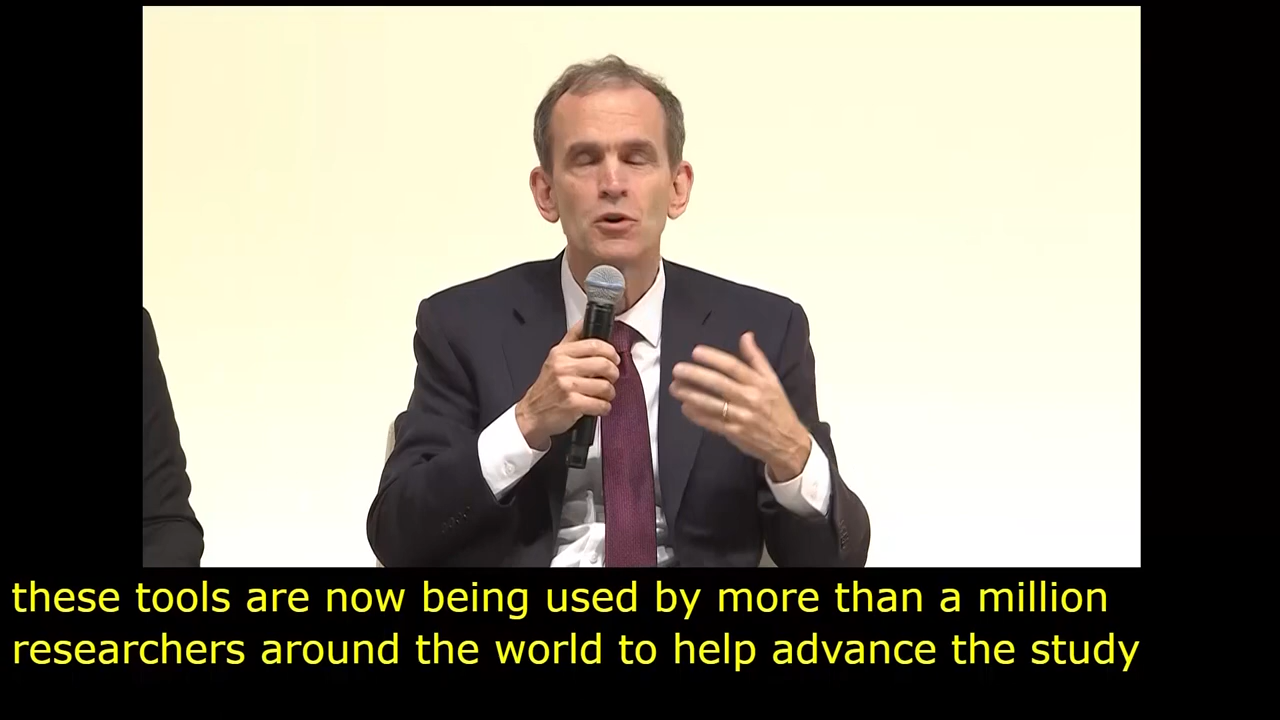 these tools are now being used by more than a million
researchers around the world to help advance the study